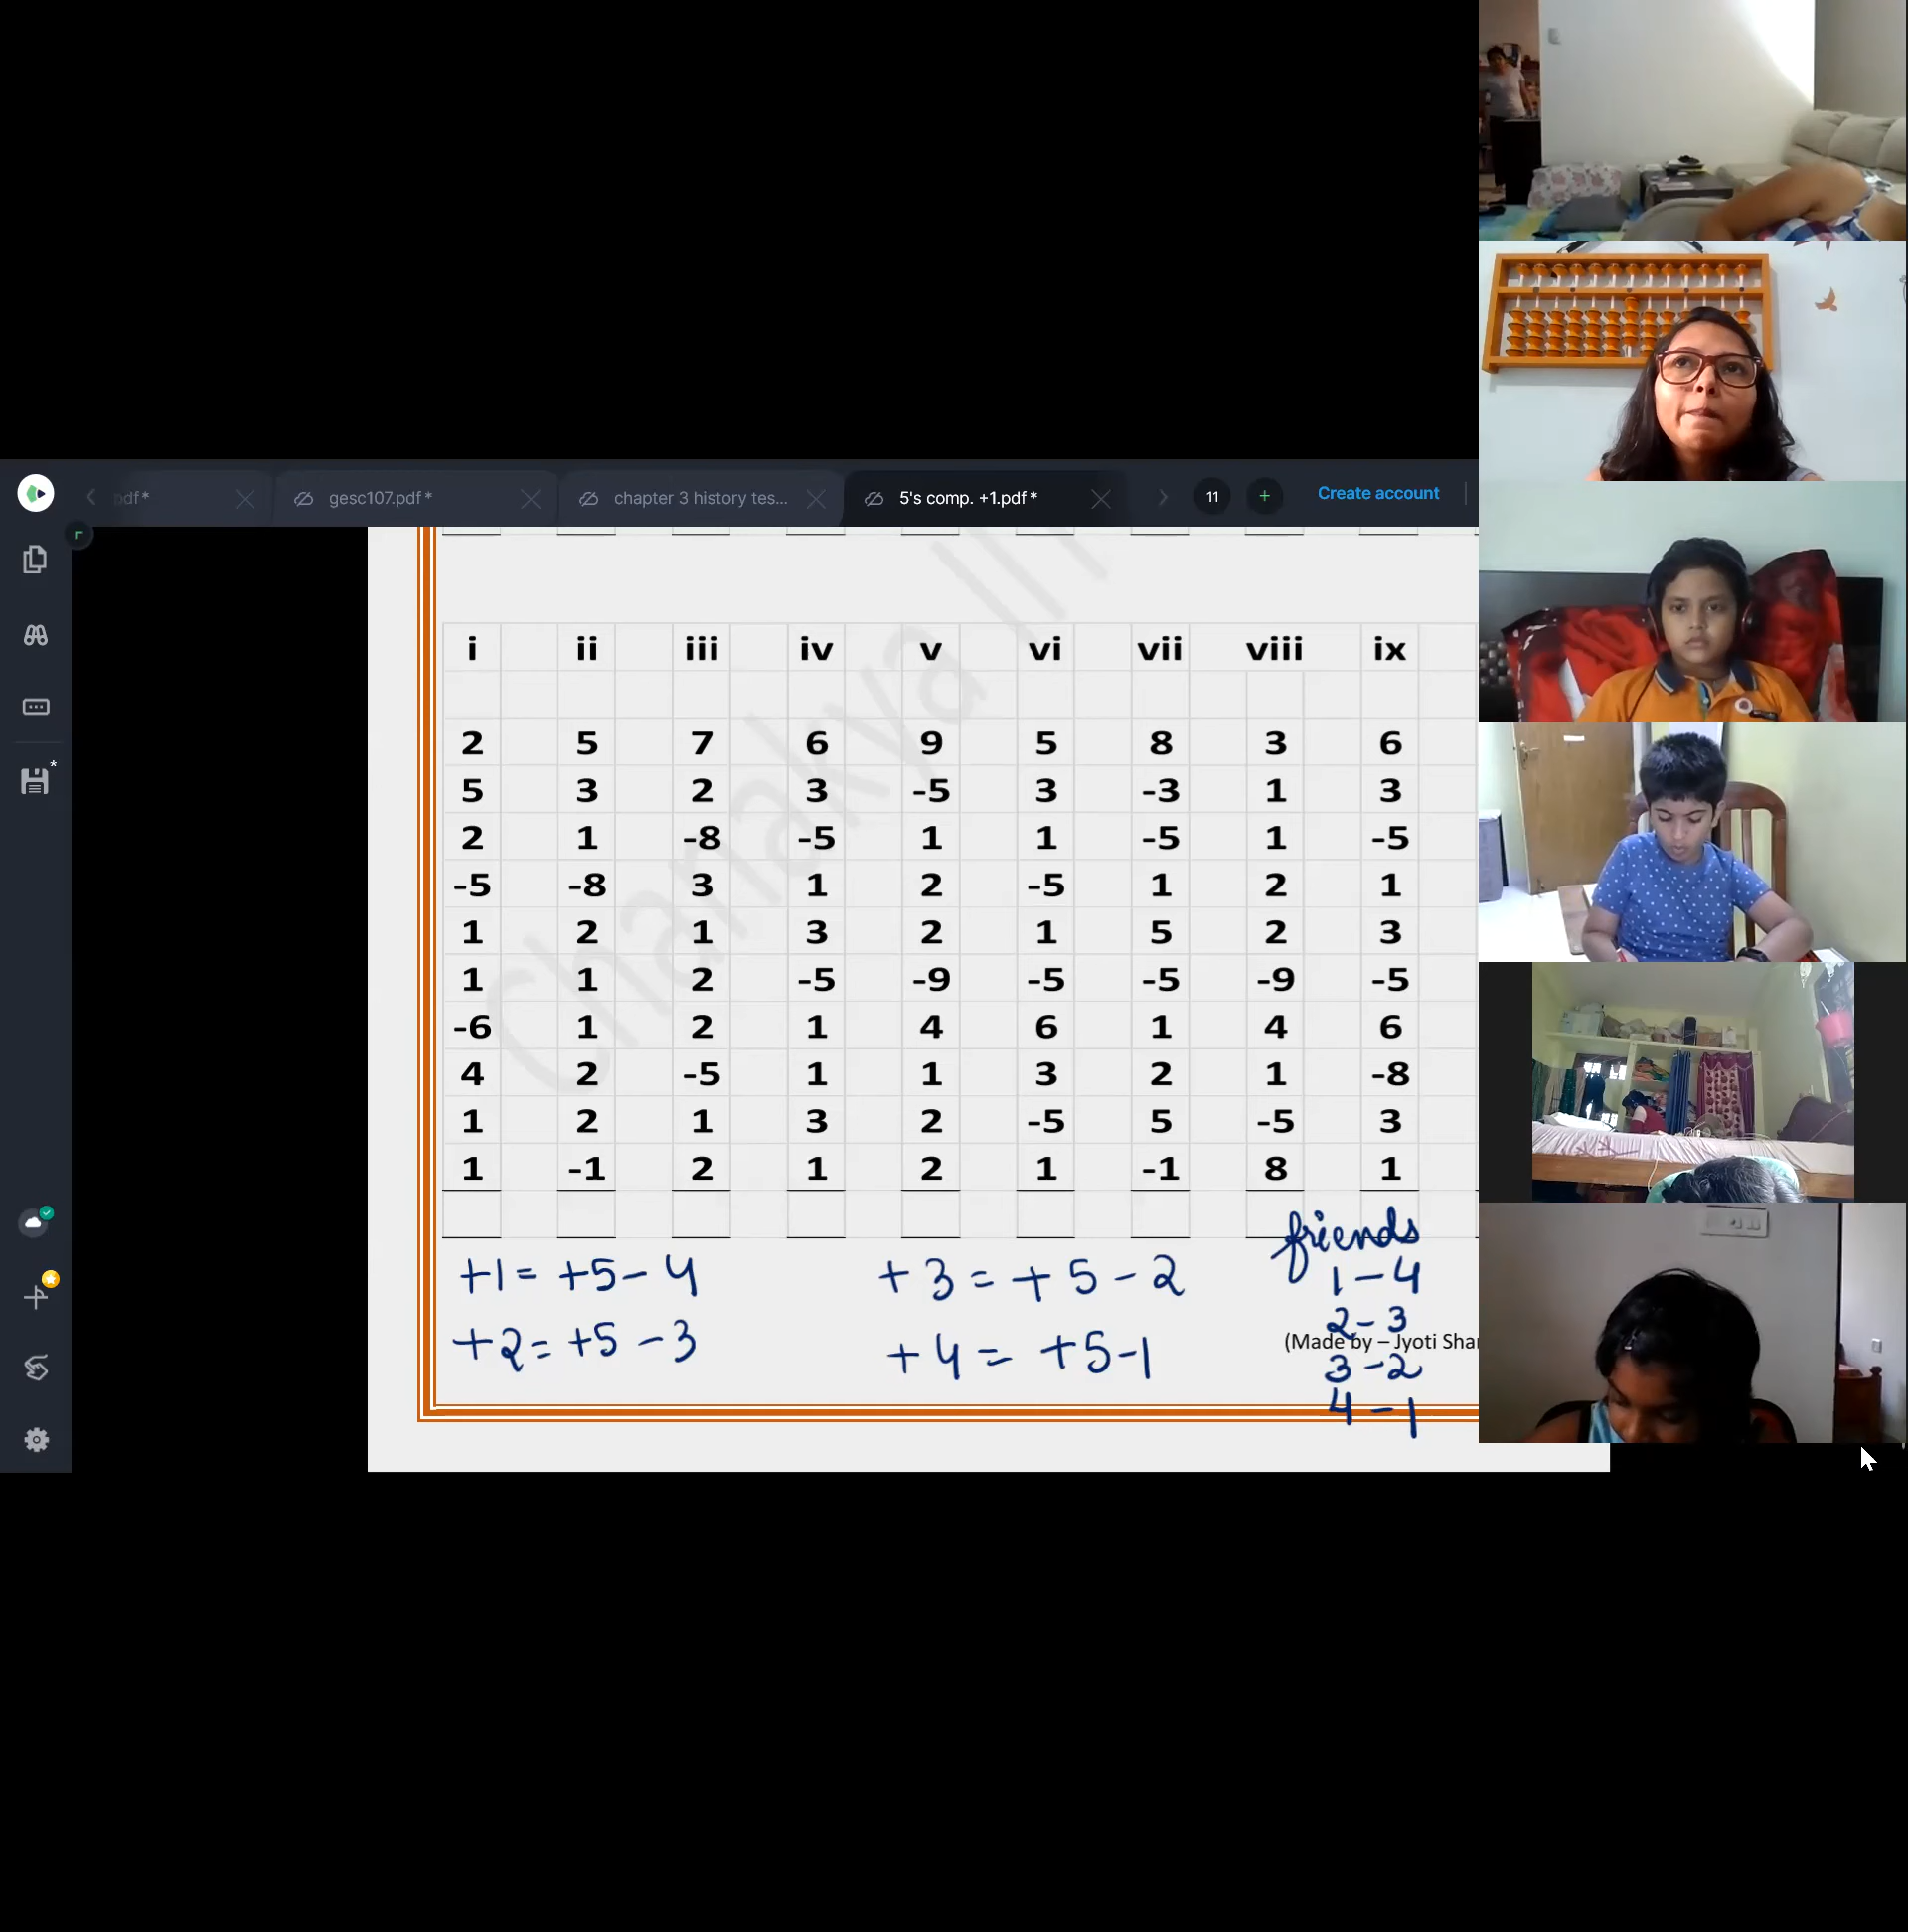 pdf*
gesc107.pdf*
chapter 3 history tes...
5's comp. +1.pdf*
11
+
Create account
Chanakya
i ii iii iv v vi vii viii ix
2 5 7 6 9 5 8 3 6
5 3 2 3 -5 3 -3 1 3
2 1 -8 -5 1 1 -5 1 -5
-5 -8 3 1 2 -5 1 2 1
1 2 1 3 2 1 5 2 3
1 1 2 -5 -9 -5 -5 -9 -5
-6 1 2 1 4 6 1 4 6
4 2 -5 1 1 3 2 1 -8
1 2 1 3 2 -5 5 -5 3
1 -1 2 1 2 1 -1 8 1
+1 = +5 - 4
+2 = +5 - 3
+3 = +5 - 2
+4 = +5-1
friends
1 - 4
2 - 3
3 - 2
4 - 1
(Made by – Jyoti